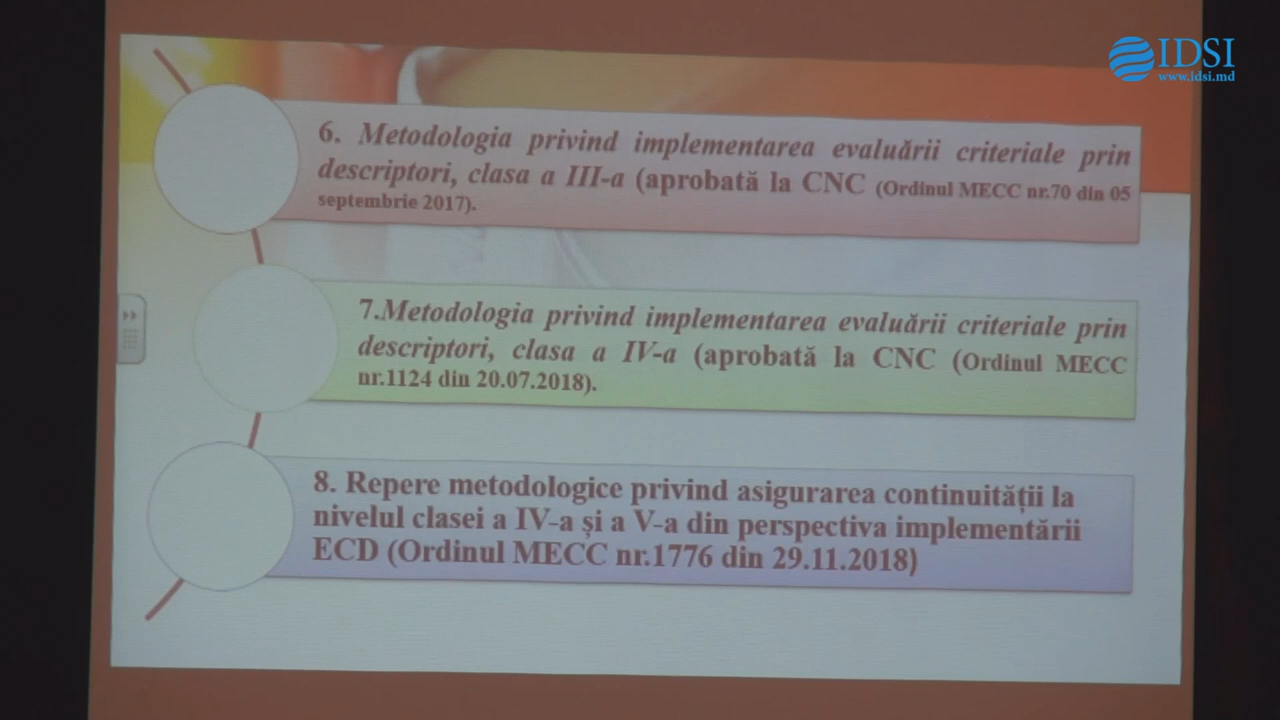 IDSI
www.idsi.md
6. Metodologia privind implementarea evaluării criteriale prin
descriptori, clasa a III-a (aprobată la CNC (Ordinul MECC nr.70 din 05
septembrie 2017).
7.Metodologia privind implementarea evaluării criteriale prin
descriptori, clasa a IV-a (aprobată la CNC (Ordinul MECC
nr.1124 din 20.07.2018).
8. Repere metodologice privind asigurarea continuității la
nivelul clasei a IV-a și a V-a din perspectiva implementării
ECD (Ordinul MECC nr.1776 din 29.11.2018)